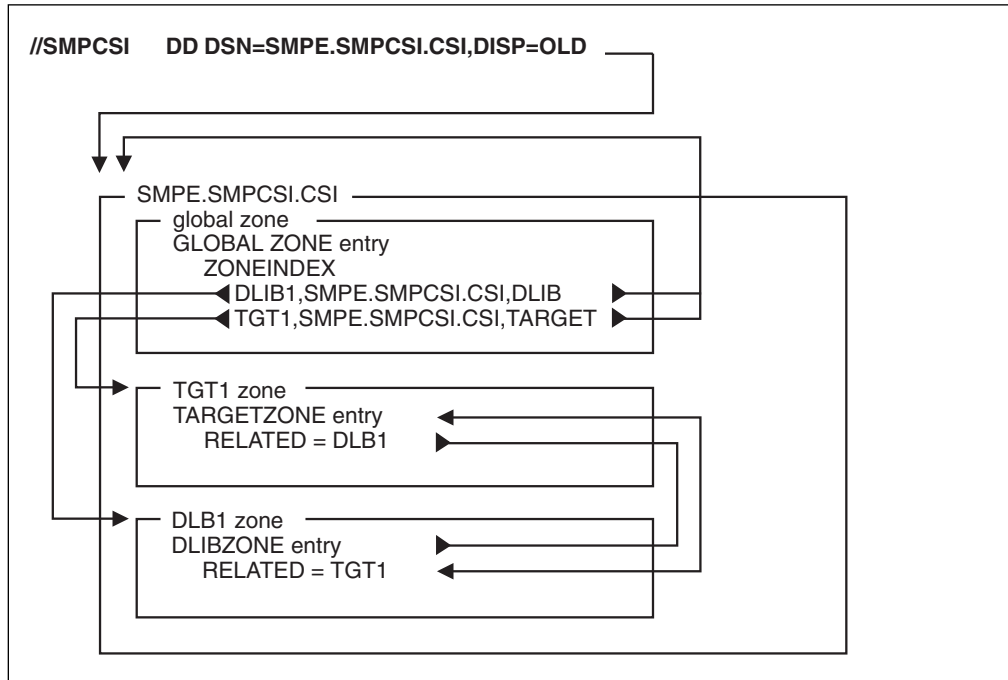 //SMPCSI DD DSN=SMPE.SMPCSI.CSI,DISP=OLD
SMPE.SMPCSI.CSI
global zone
GLOBAL ZONE entry
ZONEINDEX
DLIB1,SMPE.SMPCSI.CSI,DLIB
TGT1,SMPE.SMPCSI.CSI,TARGET
TGT1 zone
TARGETZONE entry
RELATED = DLB1
DLB1 zone
DLIBZONE entry
RELATED = TGT1